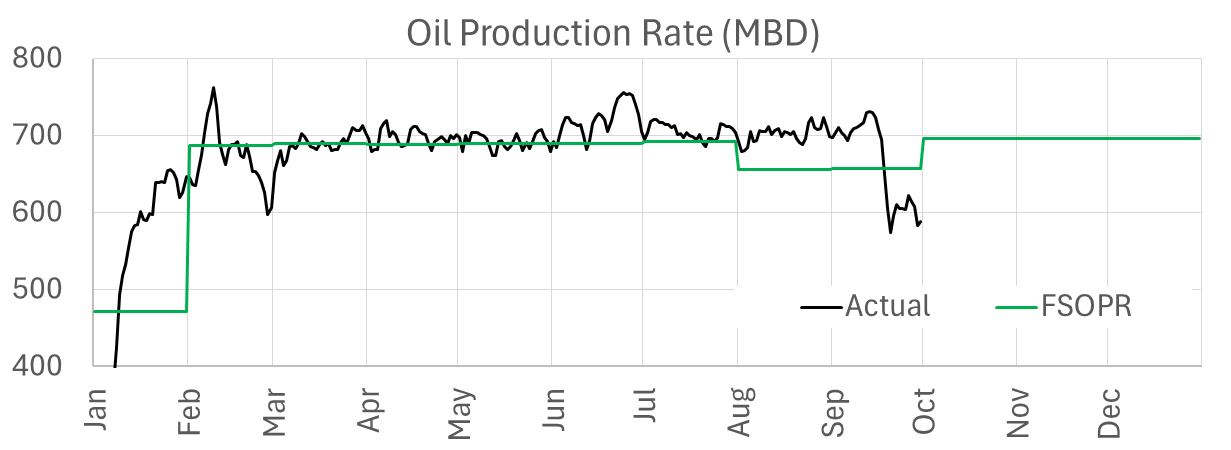 Oil Production Rate (MBD)
800
700
600
500
400
Actual FSOPR
Jan Feb Mar Apr May Jun Jul Aug Sep Oct Nov Dec